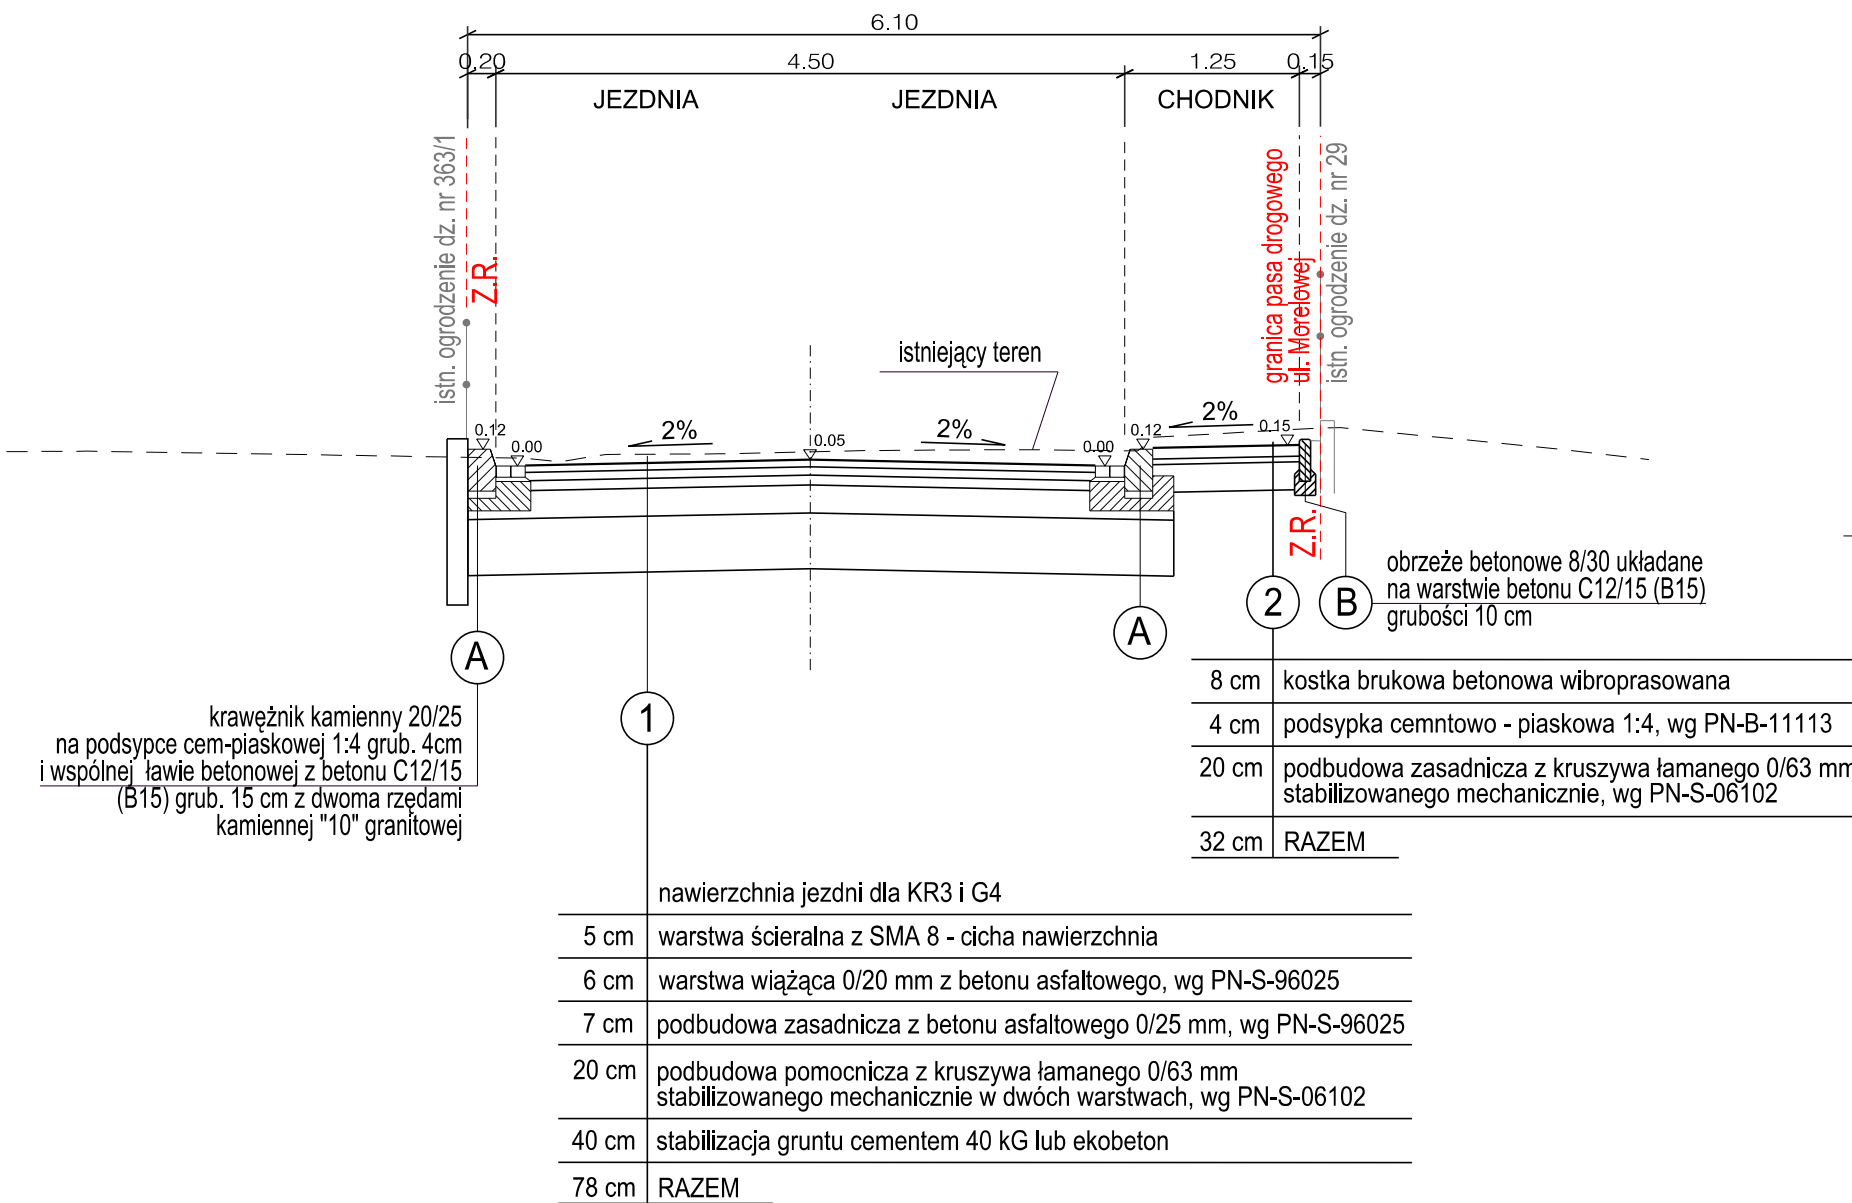 6.10
0.20 4.50 1.25 0.15
JEZDNIA JEZDNIA CHODNIK
istn. ogrodzenie dz. nr 363/1
Z.R.
granica pasa drogowego
ul. Morelowej
istn. ogrodzenie dz. nr 29
istniejący teren
0.12 0.00 2% 0.05 2% 0.00 0.12 2% 0.15
Z.R.
A
A
2
B
obrzeże betonowe 8/30 układane
na warstwie betonu C12/15 (B15)
grubości 10 cm
krawężnik kamienny 20/25
na podsypce cem-piaskowej 1:4 grub. 4cm
i wspólnej ławie betonowej z betonu C12/15
(B15) grub. 15 cm z dwoma rzędami
kamiennej "10" granitowej
1
8 cm kostka brukowa betonowa wibroprasowana
4 cm podsypka cemntowo - piaskowa 1:4, wg PN-B-11113
20 cm podbudowa zasadnicza z kruszywa łamanego 0/63 mm
stabilizowanego mechanicznie, wg PN-S-06102
32 cm RAZEM
nawierzchnia jezdni dla KR3 i G4
5 cm warstwa ścieralna z SMA 8 - cicha nawierzchnia
6 cm warstwa wiążąca 0/20 mm z betonu asfaltowego, wg PN-S-96025
7 cm podbudowa zasadnicza z betonu asfaltowego 0/25 mm, wg PN-S-96025
20 cm podbudowa pomocnicza z kruszywa łamanego 0/63 mm
stabilizowanego mechanicznie w dwóch warstwach, wg PN-S-06102
40 cm stabilizacja gruntu cementem 40 kG lub ekobeton
78 cm RAZEM